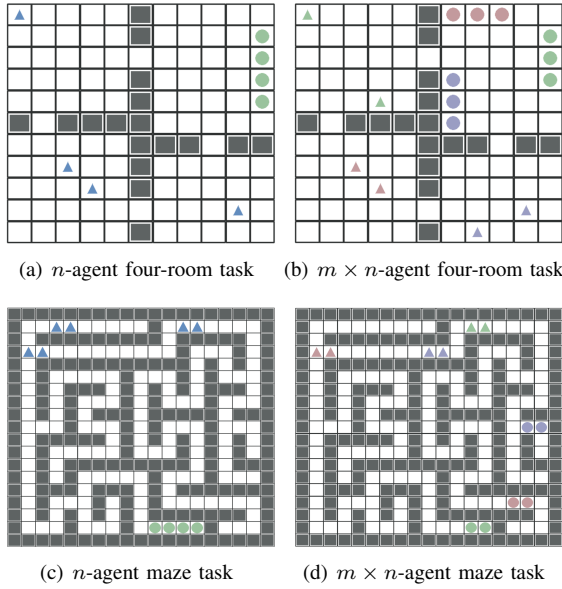 (a) n-agent four-room task
(b) m × n-agent four-room task
(c) n-agent maze task
(d) m × n-agent maze task